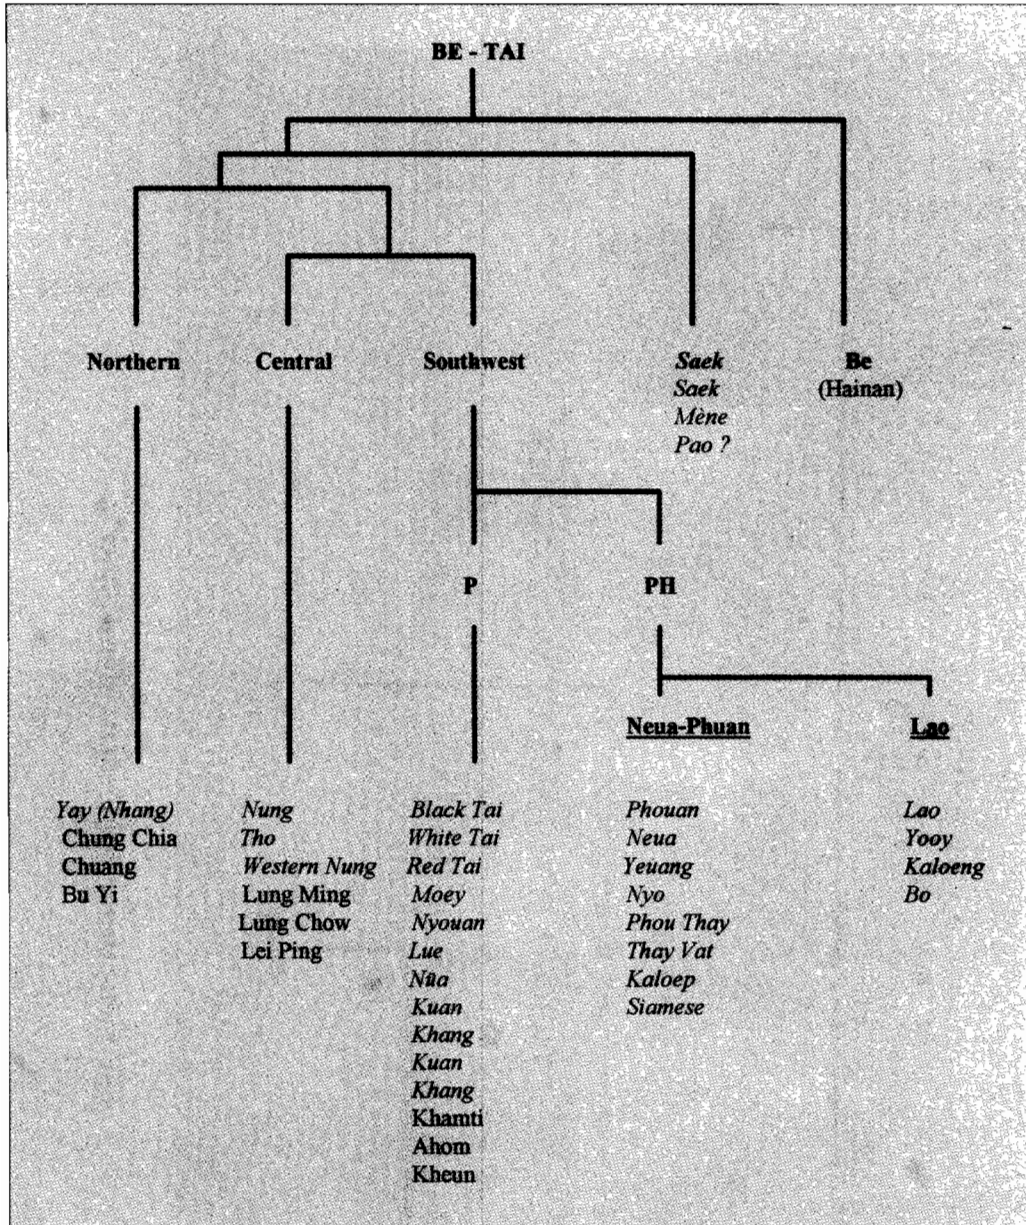 BE - TAI
Northern
Central
Southwest
Saek
Saek
Mène
Pao ?
Be
(Hainan)
P
PH
Neua-Phuan
Lao
Yay (Nhang)
Chung Chia
Chuang
Bu Yi
Nung
Tho
Western Nung
Lung Ming
Lung Chow
Lei Ping
Black Tai
White Tai
Red Tai
Moey
Nyouan
Lue
Nüa
Kuan
Khang
Kuan
Khang
Khamti
Ahom
Kheun
Phouan
Neua
Yeuang
Nyo
Phou Thay
Thay Vat
Kaloep
Siamese
Lao
Yooy
Kaloeng
Bo